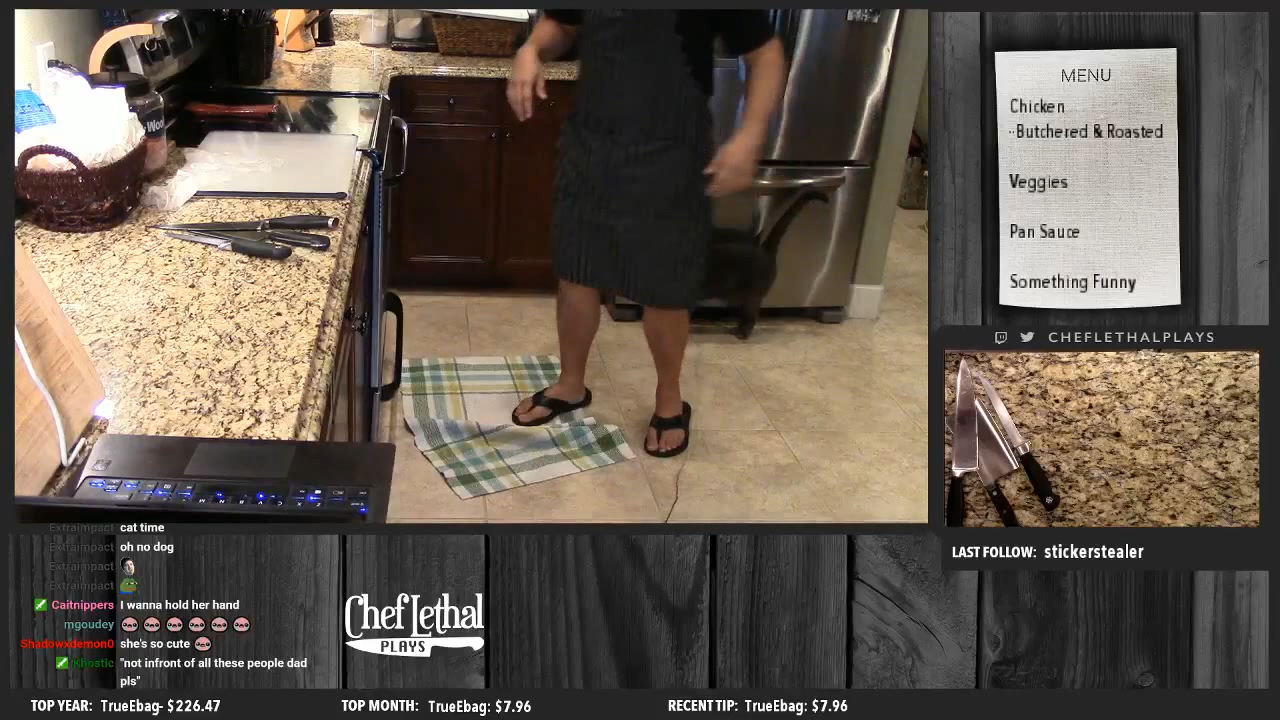 MENU
Chicken
--Butchered & Roasted
Veggies
Pan Sauce
Something Funny
CHEFLETHALPLAYS
LAST FOLLOW: stickerstealer
Extraimpact cat time
Extraimpact oh no dog
Extraimpact
Extraimpact
Caitnippers I wanna hold her hand
mgoudey
Shadowxdemon0 she's so cute
Khostic "not infront of all these people dad
pls"
Chef Lethal
PLAYS
TOP YEAR: TrueEbag- $226.47
TOP MONTH: TrueEbag: $7.96
RECENT TIP: TrueEbag: $7.96